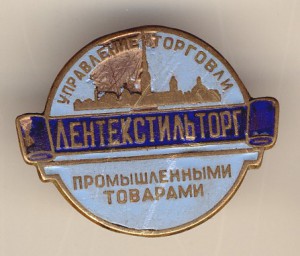 УПРАВЛЕНИЕ ТОРГОВЛИ
ЛЕНТЕКСТИЛЬТОРГ
ПРОМЫШЛЕННЫМИ
ТОВАРАМИ